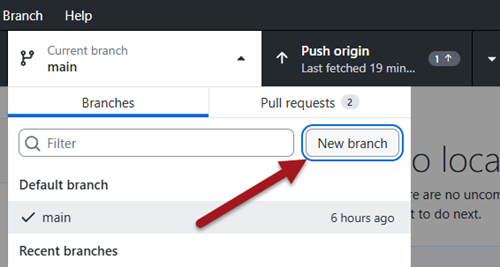 Branch Help
Current branch
main
Push origin
Last fetched 19 min...
1
Branches
Pull requests 2
Filter
New branch
Default branch
main
6 hours ago
Recent branches
o loca
re are no uncom
t to do next.